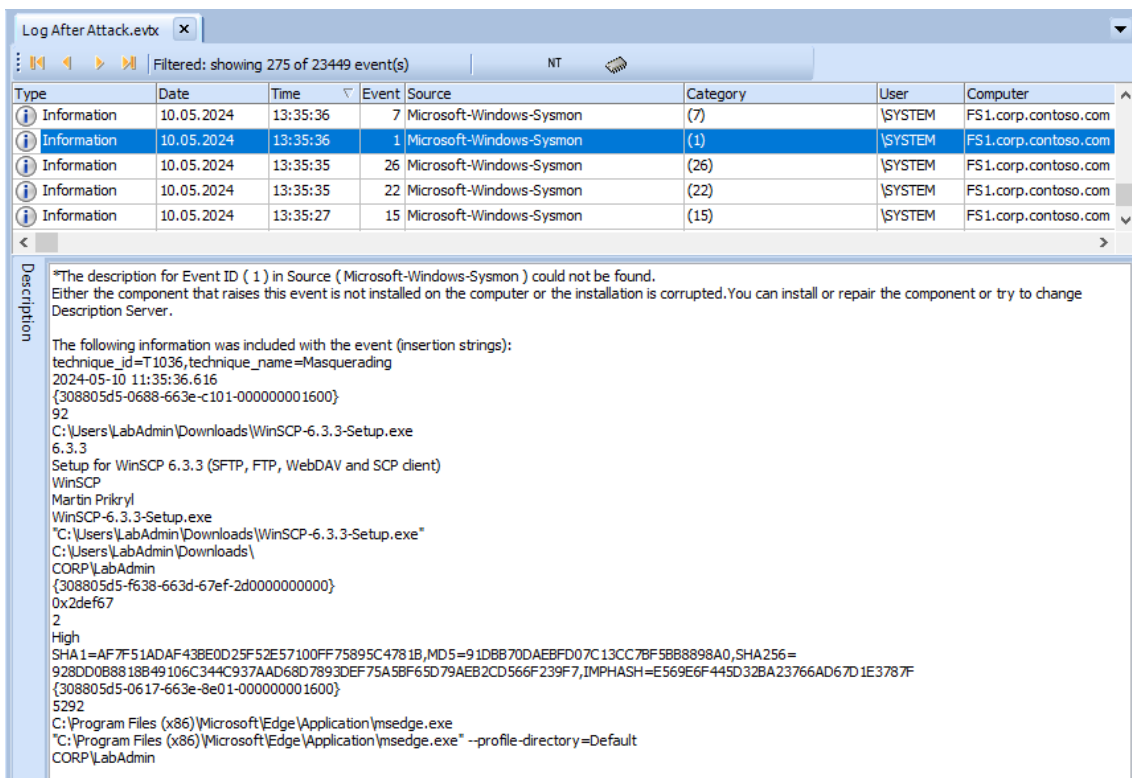 Log After Attack.evtx
Filtered: showing 275 of 23449 event(s) NT
Type Date Time Event Source Category User Computer
Information 10.05.2024 13:35:36 7 Microsoft-Windows-Sysmon (7) \SYSTEM FS1.corp.contoso.com
Information 10.05.2024 13:35:36 1 Microsoft-Windows-Sysmon (1) \SYSTEM FS1.corp.contoso.com
Information 10.05.2024 13:35:35 26 Microsoft-Windows-Sysmon (26) \SYSTEM FS1.corp.contoso.com
Information 10.05.2024 13:35:35 22 Microsoft-Windows-Sysmon (22) \SYSTEM FS1.corp.contoso.com
Information 10.05.2024 13:35:27 15 Microsoft-Windows-Sysmon (15) \SYSTEM FS1.corp.contoso.com
Description
*The description for Event ID ( 1 ) in Source ( Microsoft-Windows-Sysmon ) could not be found.
Either the component that raises this event is not installed on the computer or the installation is corrupted.You can install or repair the component or try to change
Description Server.
The following information was included with the event (insertion strings):
technique_id=T1036,technique_name=Masquerading
2024-05-10 11:35:36.616
{308805d5-0688-663e-c101-000000001600}
92
C:\Users\LabAdmin\Downloads\WinSCP-6.3.3-Setup.exe
6.3.3
Setup for WinSCP 6.3.3 (SFTP, FTP, WebDAV and SCP client)
WinSCP
Martin Prikryl
WinSCP-6.3.3-Setup.exe
"C:\Users\LabAdmin\Downloads\WinSCP-6.3.3-Setup.exe"
C:\Users\LabAdmin\Downloads\
CORP\LabAdmin
{308805d5-f638-663d-67ef-2d0000000000}
0x2def67
2
High
SHA1=AF7F51ADAF43BE0D25F52E57100FF75895C4781B,MD5=91DBB70DAEBFD07C13CC7BF5BB8898A0,SHA256=
928DD0B8818B49106C344C937AAD68D7893DEF75A5BF65D79AEB2CD566F239F7,IMPHASH=E569E6F445D32BA23766AD67D1E3787F
{308805d5-0617-663e-8e01-000000001600}
5292
C:\Program Files (x86)\Microsoft\Edge\Application\msedge.exe
"C:\Program Files (x86)\Microsoft\Edge\Application\msedge.exe" --profile-directory=Default
CORP\LabAdmin